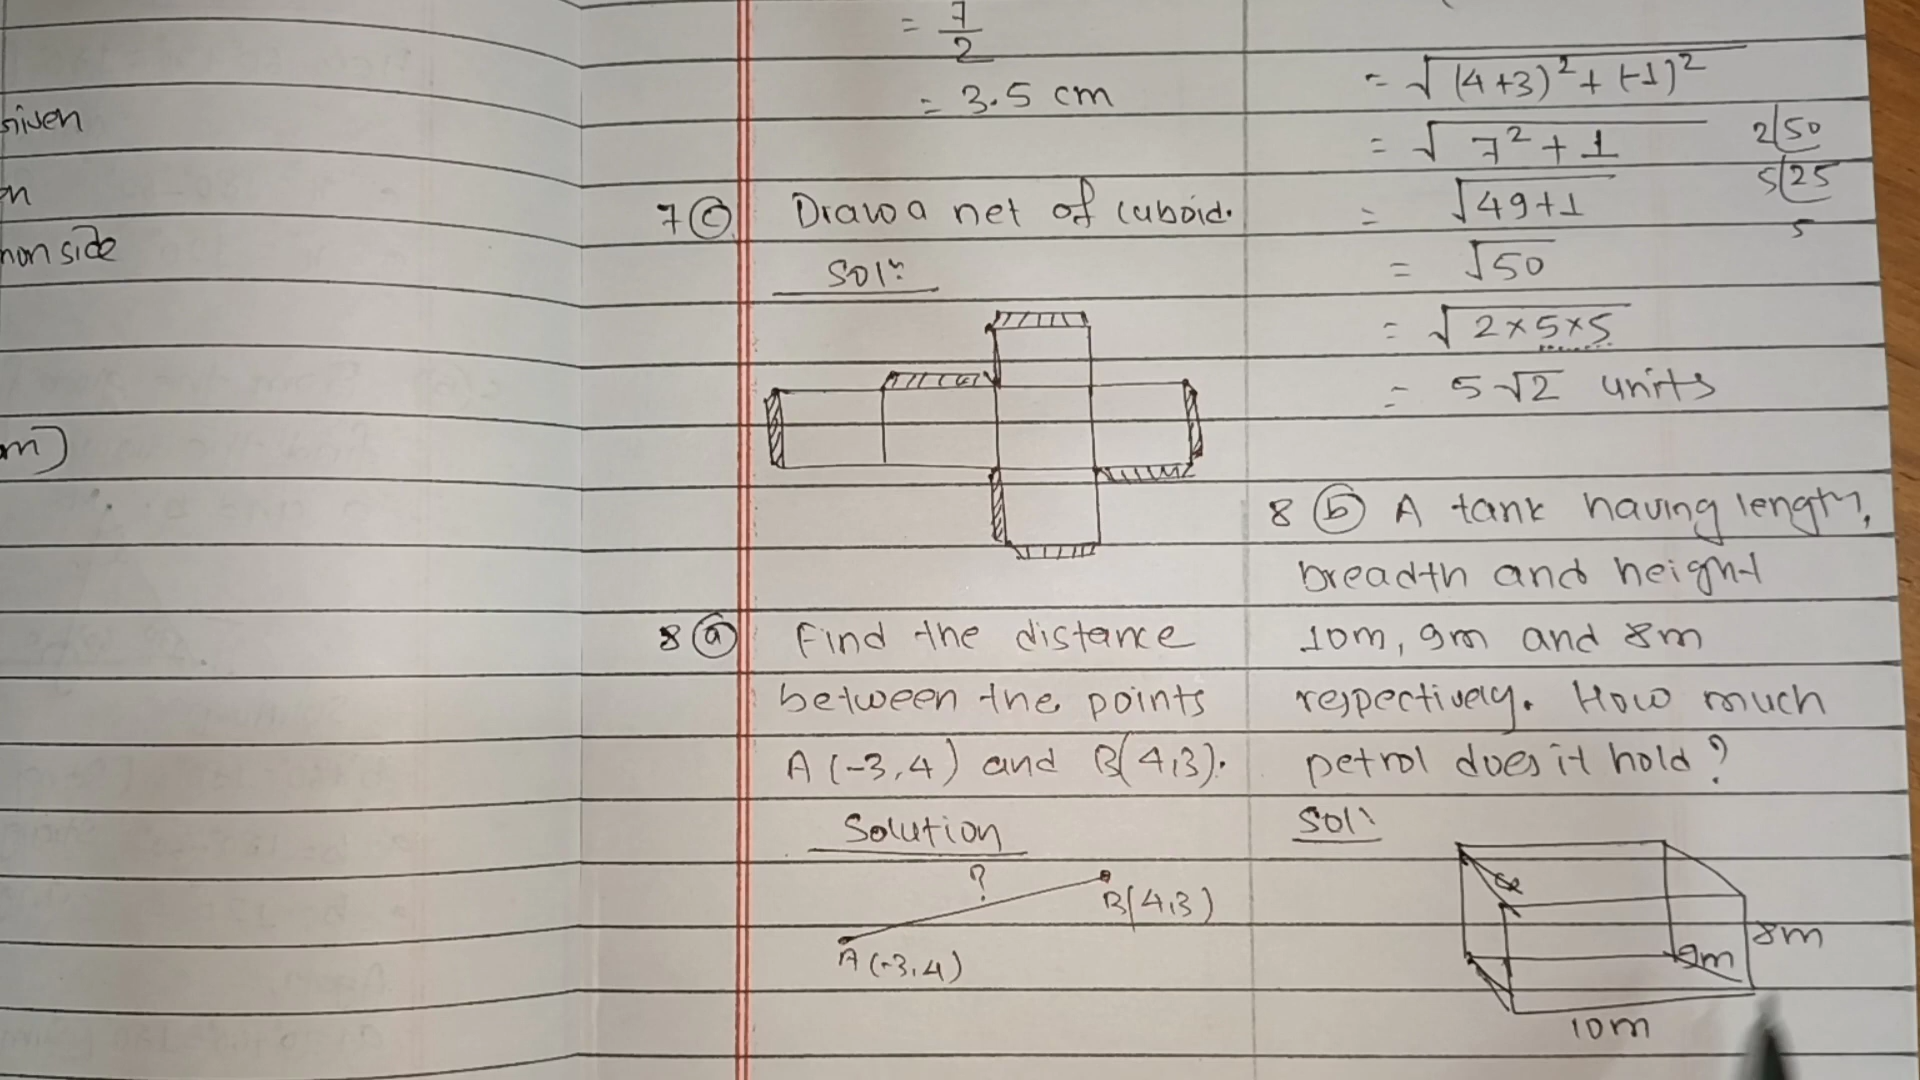 given
on
mon side
m)
= 7/2
= 3.5 cm
7 (c) Draw a net of cuboid.
Solⁿ:
8 (a) Find the distance
between the points
A (-3, 4) and B(4,3).
Solution
?
B(4,3)
A (-3,4)
= √(4+3)² + (-1)²
= √7² + 1
2|50
5|25
5
= √49+1
= √50
= √2×5×5
= 5√2 units
8 (b) A tank having length,
breadth and height
10m, 9m and 8m
respectively. How much
petrol does it hold?
Sol:
8m
9m
10m